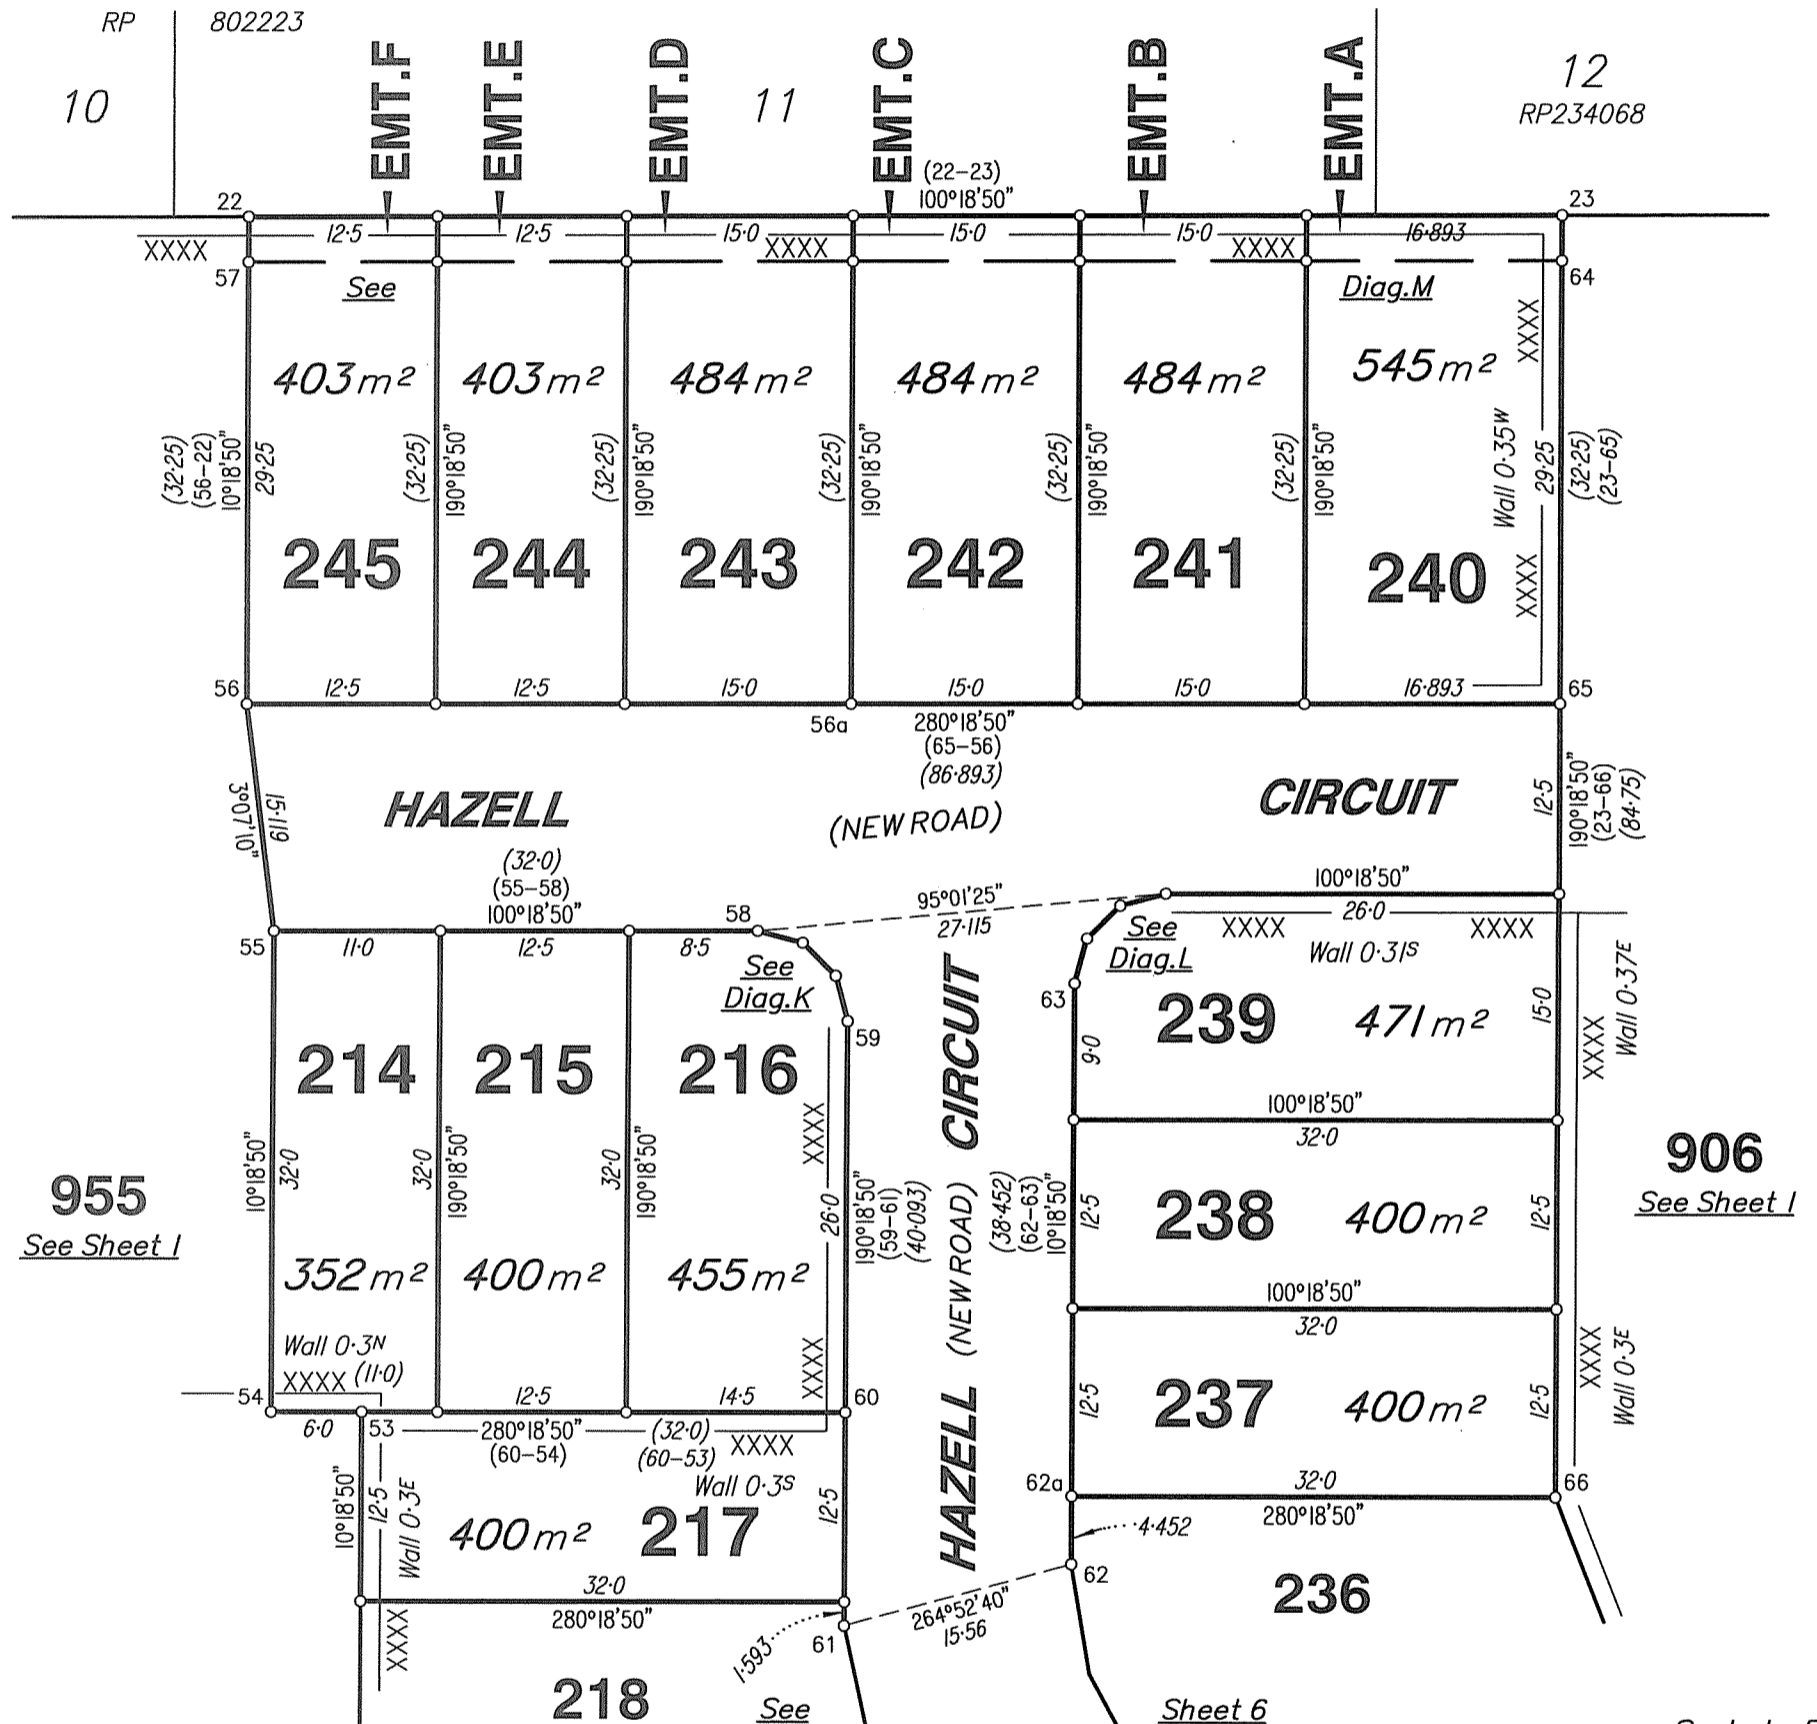 RP 802223
10
EMT.F
EMT.E
EMT.D
11
EMT.C
EMT.B
EMT.A
12
RP234068
(22–23)
100°18'50"
22
23
12·5
12·5
15·0
15·0
15·0
16·893
XXXX
XXXX
XXXX
57
See
Diag.M
64
403m²
403m²
484m²
484m²
484m²
545m²
XXXX
(32·25)
(56–22)
10°18'50"
29·25
(32·25)
190°18'50"
(32·25)
190°18'50"
(32·25)
190°18'50"
(32·25)
190°18'50"
(32·25)
190°18'50"
Wall 0·35ᵂ
29·25
(32·25)
(23–65)
XXXX
245
244
243
242
241
240
56
12·5
12·5
15·0
15·0
15·0
16·893
65
56a
280°18'50"
(65–56)
(86·893)
15·119
3°07'10"
HAZELL
(NEW ROAD)
CIRCUIT
12·5
190°18'50"
(23–66)
(84·75)
(32·0)
(55–58)
100°18'50"
58
95°01'25"
27·115
100°18'50"
26·0
55
11·0
12·5
8·5
See
Diag.K
See
Diag.L
XXXX
XXXX
Wall 0·31ˢ
Wall 0·37ᴱ
63
59
239
471m²
15·0
XXXX
9·0
214
215
216
XXXX
100°18'50"
32·0
955
See Sheet 1
10°18'50"
32·0
32·0
190°18'50"
32·0
190°18'50"
26·0
190°18'50"
(59–61)
(40·093)
HAZELL (NEW ROAD) CIRCUIT
(38·452)
(62–63)
10°18'50"
12·5
238
400m²
12·5
906
See Sheet 1
352m²
400m²
455m²
100°18'50"
32·0
Wall 0·3ᴺ
XXXX (11·0)
XXXX
12·5
237
400m²
12·5
XXXX
Wall 0·3ᴱ
54
12·5
14·5
60
6·0
53
280°18'50"
(60–54)
(32·0)
(60–53)
XXXX
Wall 0·3ˢ
10°18'50"
12·5
Wall 0·3ᴱ
400m²
217
12·5
62a
32·0
280°18'50"
66
4·452
32·0
280°18'50"
62
236
XXXX
1·593
61
264°52'40"
15·56
218
See
Sheet 6